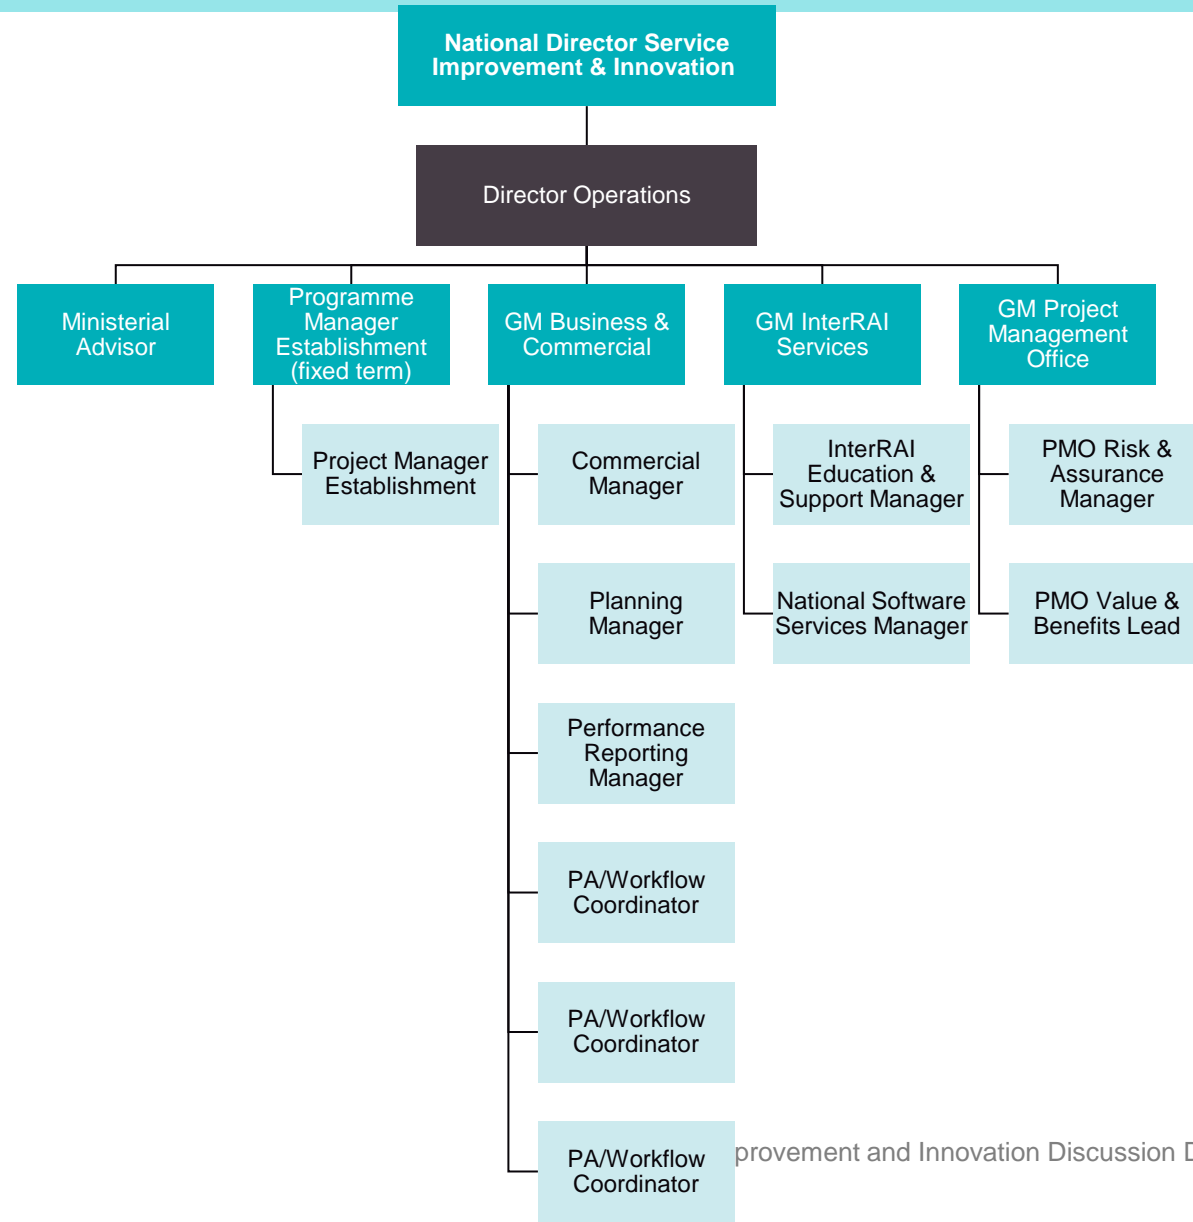 National Director Service
Improvement & Innovation
Director Operations
Ministerial
Advisor
Programme
Manager
Establishment
(fixed term)
GM Business &
Commercial
GM InterRAI
Services
GM Project
Management
Office
Project Manager
Establishment
Commercial
Manager
InterRAI
Education &
Support Manager
PMO Risk &
Assurance
Manager
Planning
Manager
National Software
Services Manager
PMO Value &
Benefits Lead
Performance
Reporting
Manager
PA/Workflow
Coordinator
PA/Workflow
Coordinator
PA/Workflow
Coordinator
and Innovation Discussion